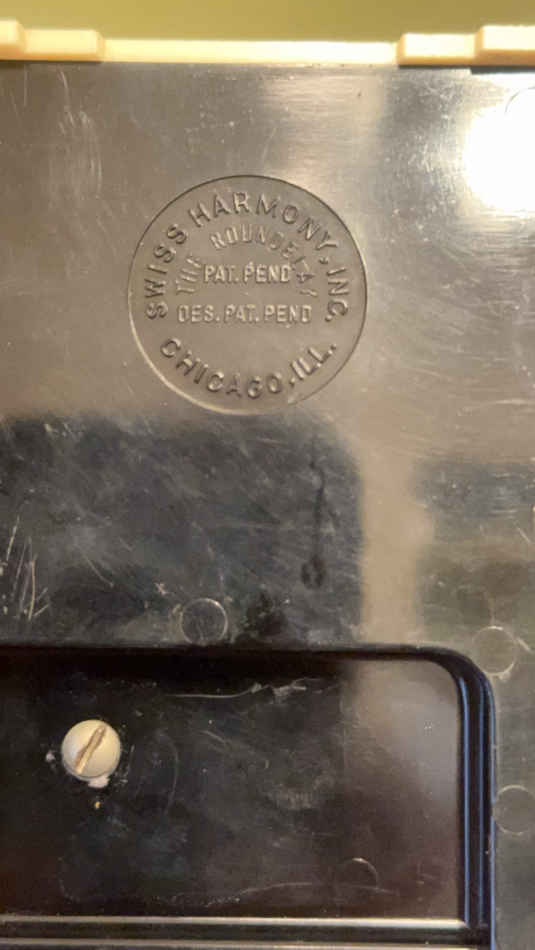 SWISS HARMONY, INC.
THE ROUNDELAY
PAT. PEND
DES. PAT. PEND
CHICAGO, ILL.